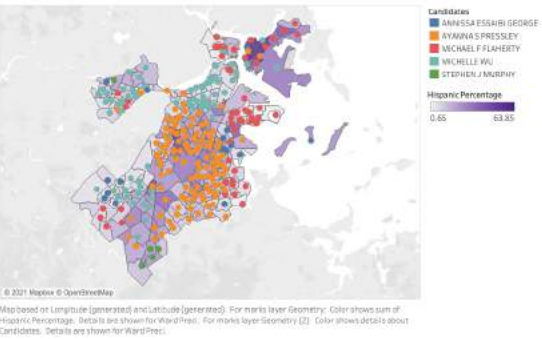 Candidates
ANNISSA ESSAIBI GEORGE
AYANNA S PRESSLEY
MICHAEL F FLAHERTY
MICHELLE WU
STEPHEN J MURPHY
Hispanic Percentage
0.65 63.85
© 2021 Mapbox © OpenStreetMap
Map based on Longitude (generated) and Latitude (generated). For marks layer Geometry: Color shows sum of
Hispanic Percentage. Details are shown for Ward Preci. For marks layer Geometry (2): Color shows details about
Candidates. Details are shown for Ward Preci.